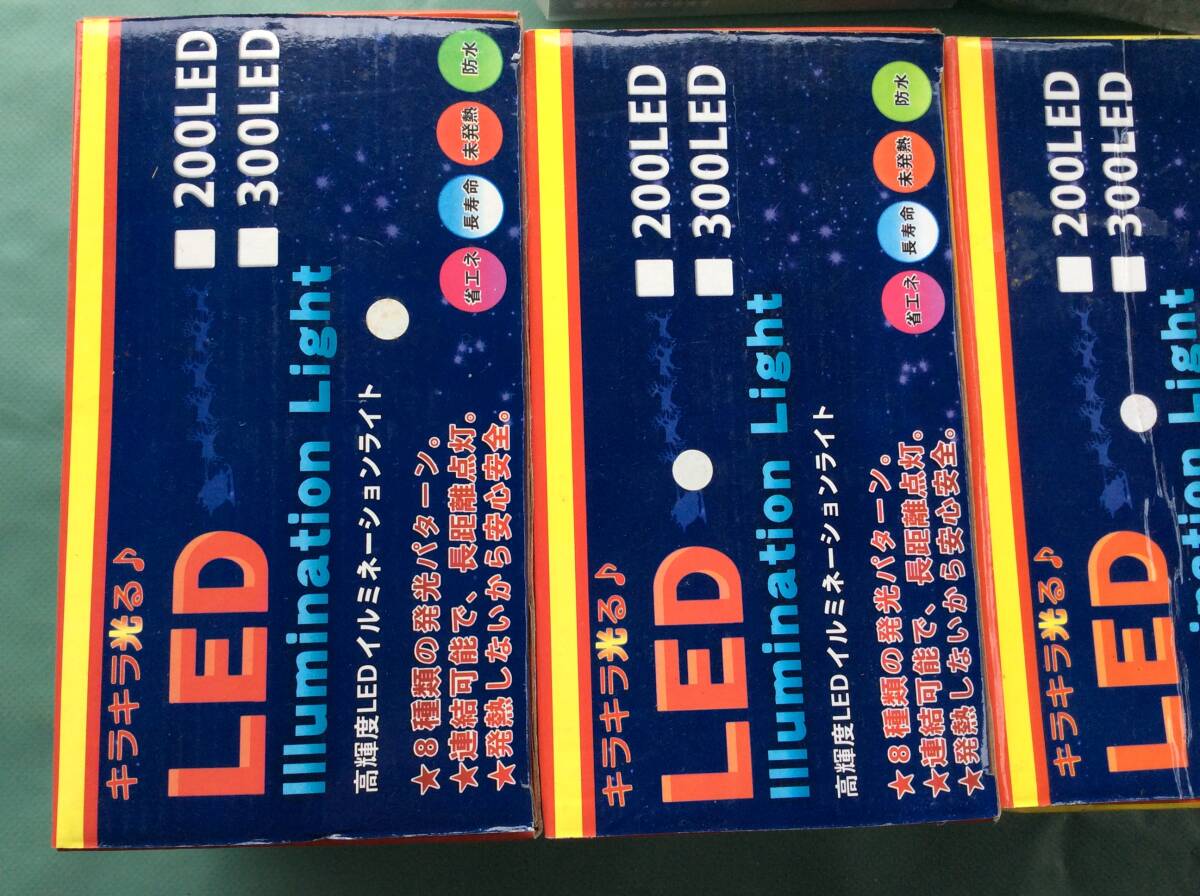 キラキラ光る♪
LED
200LED
300LED
Illumination Light
高輝度LEDイルミネーションライト
★8種類の発光パターン。
★連結可能で、長距離点灯。
★発熱しないから安心安全。
省エネ
長寿命
未発熱
防水
キラキラ光る♪
LED
200LED
300LED
Illumination Light
高輝度LEDイルミネーションライト
★8種類の発光パターン。
★連結可能で、長距離点灯。
★発熱しないから安心安全。
省エネ
長寿命
未発熱
防水
キラキラ光る♪
LED
200LED
300LED
Light